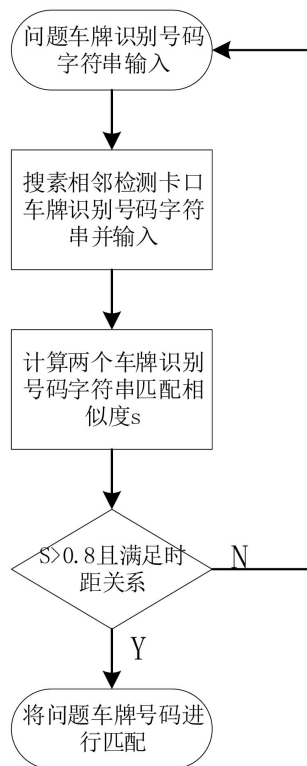 问题车牌识别号码
字符串输入
搜素相邻检测卡口
车牌识别号码字符
串并输入
计算两个车牌识别
号码字符串匹配相
似度s
S>0.8且满足时
距关系
N
Y
将问题车牌号码进
行匹配